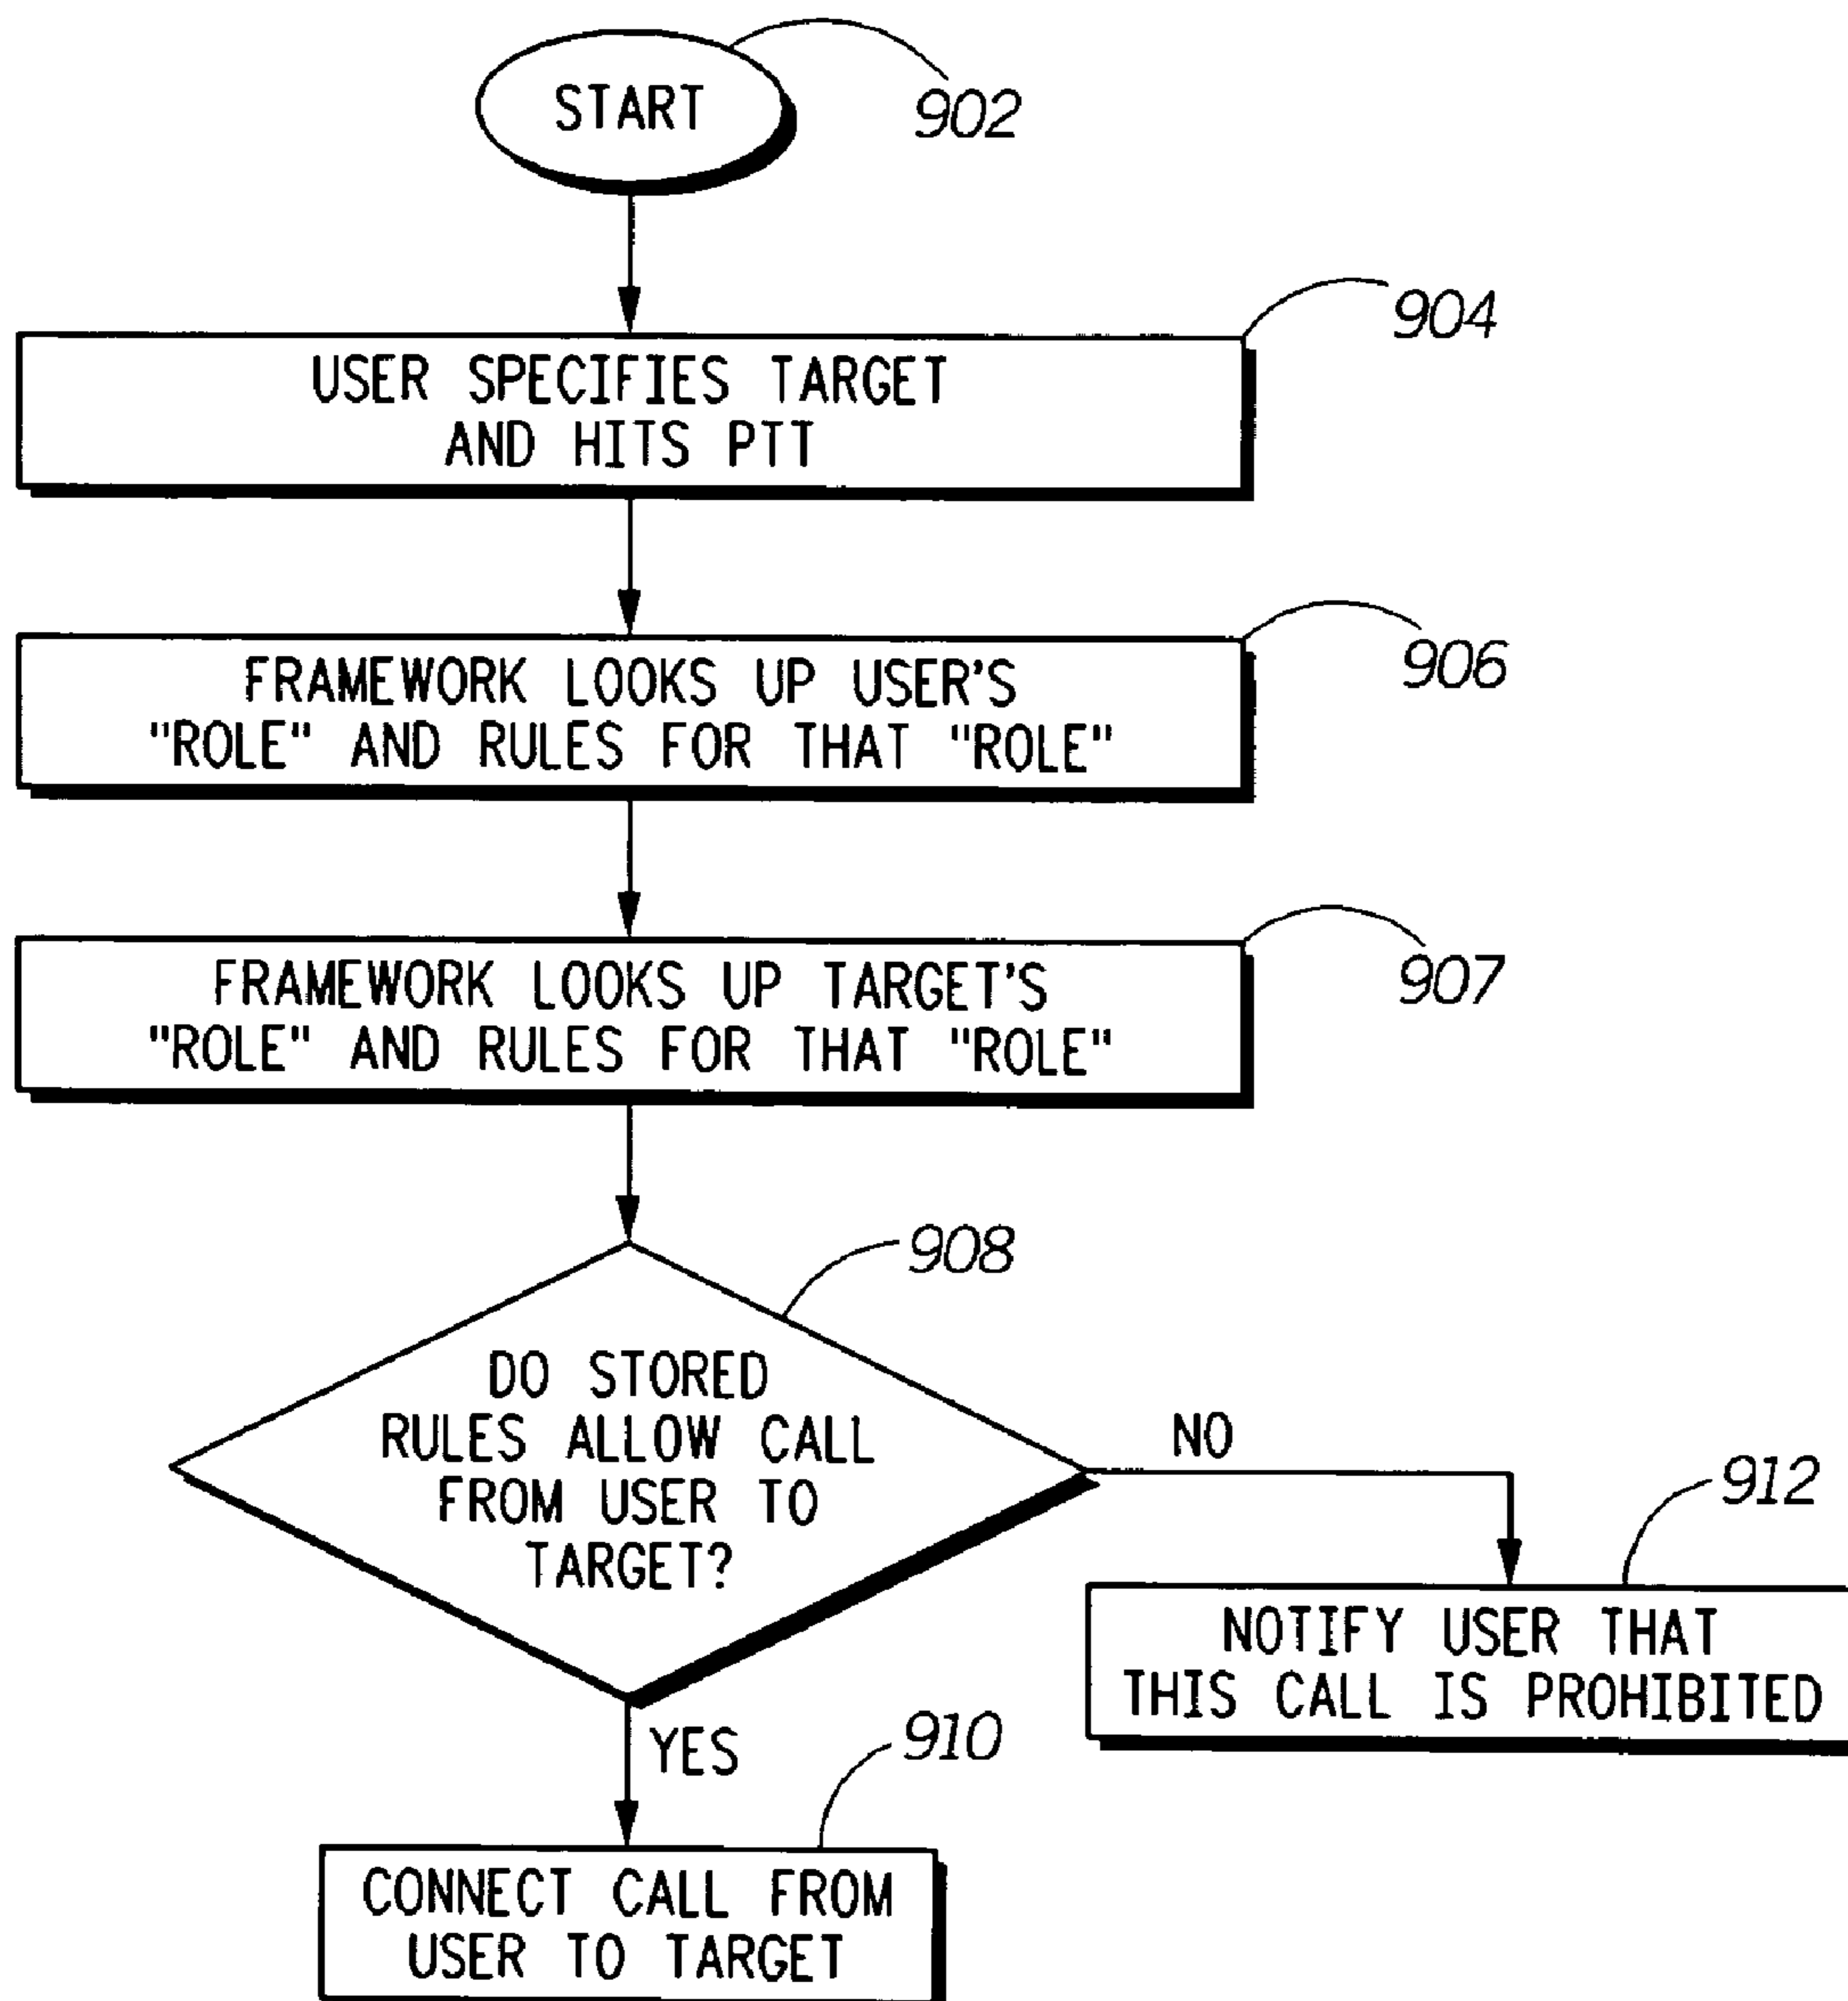 START
902
904
USER SPECIFIES TARGET
AND HITS PTT
906
FRAMEWORK LOOKS UP USER'S
"ROLE" AND RULES FOR THAT "ROLE"
907
FRAMEWORK LOOKS UP TARGET'S
"ROLE" AND RULES FOR THAT "ROLE"
908
DO STORED
RULES ALLOW CALL
FROM USER TO
TARGET?
NO
912
NOTIFY USER THAT
THIS CALL IS PROHIBITED
YES
910
CONNECT CALL FROM
USER TO TARGET